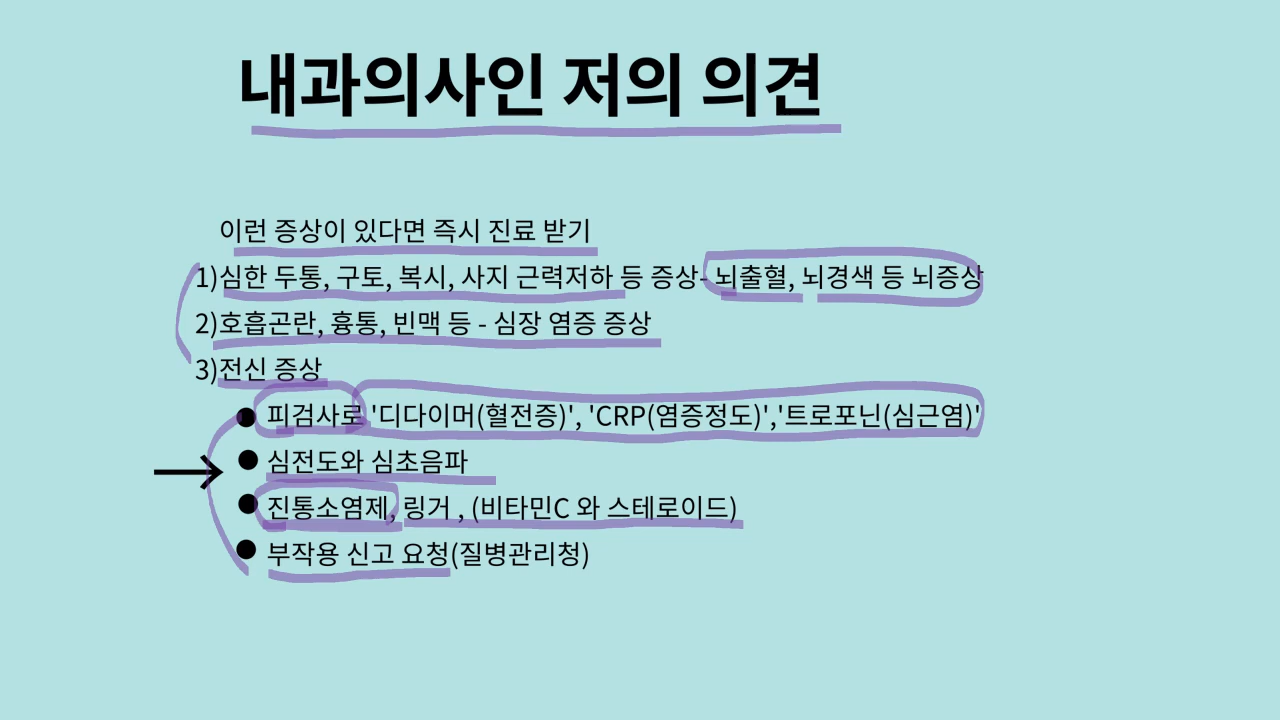 내과의사인 저의 의견
이런 증상이 있다면 즉시 진료 받기
1)심한 두통, 구토, 복시, 사지 근력저하 등 증상- 뇌출혈, 뇌경색 등 뇌증상
2)호흡곤란, 흉통, 빈맥 등 - 심장 염증 증상
3)전신 증상
● 피검사로 '디다이머(혈전증)', 'CRP(염증정도)','트로포닌(심근염)'
● 심전도와 심초음파
● 진통소염제, 링거 , (비타민C 와 스테로이드)
● 부작용 신고 요청(질병관리청)